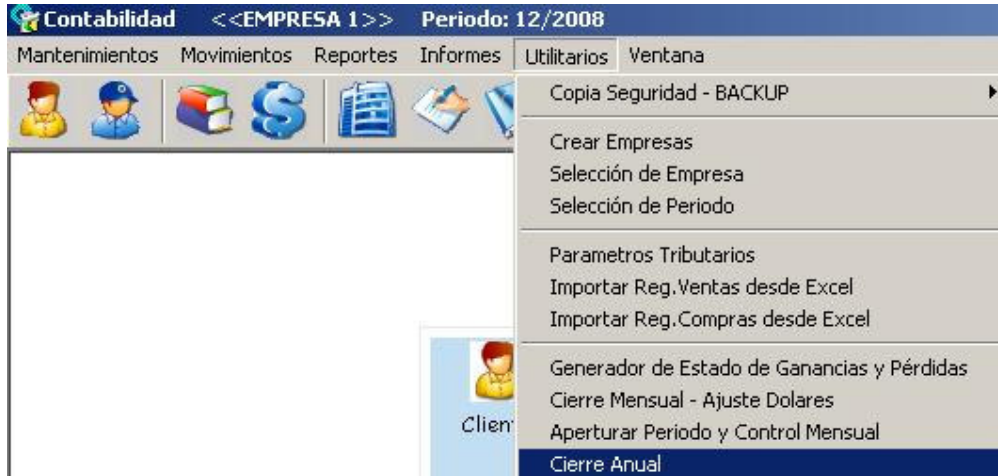 Contabilidad <<EMPRESA 1>> Periodo: 12/2008
Mantenimientos Movimientos Reportes Informes Utilitarios Ventana
Copia Seguridad - BACKUP
Crear Empresas
Selección de Empresa
Selección de Periodo
Parametros Tributarios
Importar Reg.Ventas desde Excel
Importar Reg.Compras desde Excel
Generador de Estado de Ganancias y Pérdidas
Cierre Mensual - Ajuste Dolares
Clien
Aperturar Periodo y Control Mensual
Cierre Anual